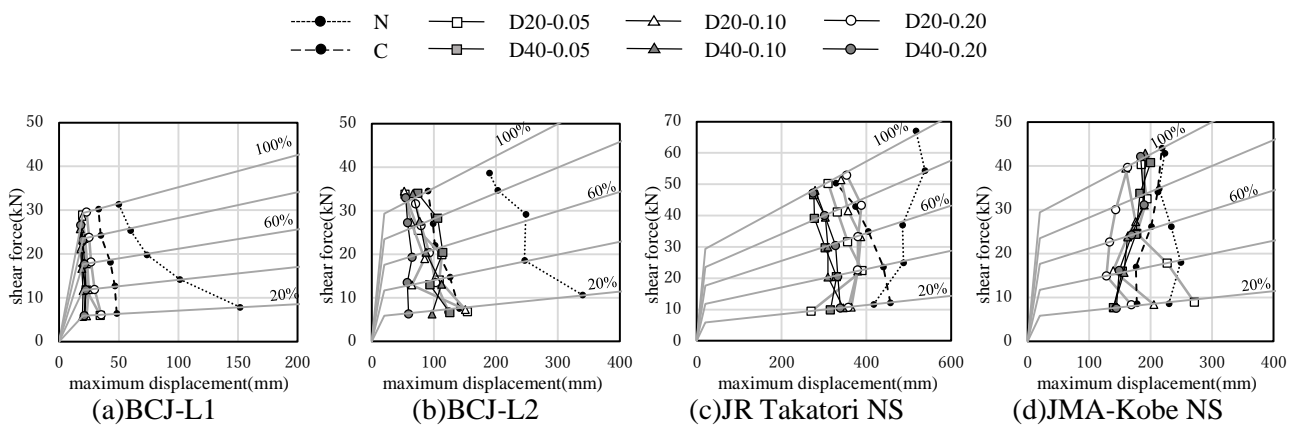 N D20-0.05 D20-0.10 D20-0.20
C D40-0.05 D40-0.10 D40-0.20
50
40
30
20
10
0
shear force(kN)
100%
60%
20%
0 50 100 150 200
maximum displacement(mm)
(a)BCJ-L1
50
40
30
20
10
0
shear force(kN)
100%
60%
20%
0 100 200 300 400
maximum displacement(mm)
(b)BCJ-L2
70
60
50
40
30
20
10
0
shear force(kN)
100%
60%
20%
0 200 400 600
maximum displacement(mm)
(c)JR Takatori NS
50
40
30
20
10
0
shear force(kN)
100%
60%
20%
0 100 200 300 400
maximum displacement(mm)
(d)JMA-Kobe NS